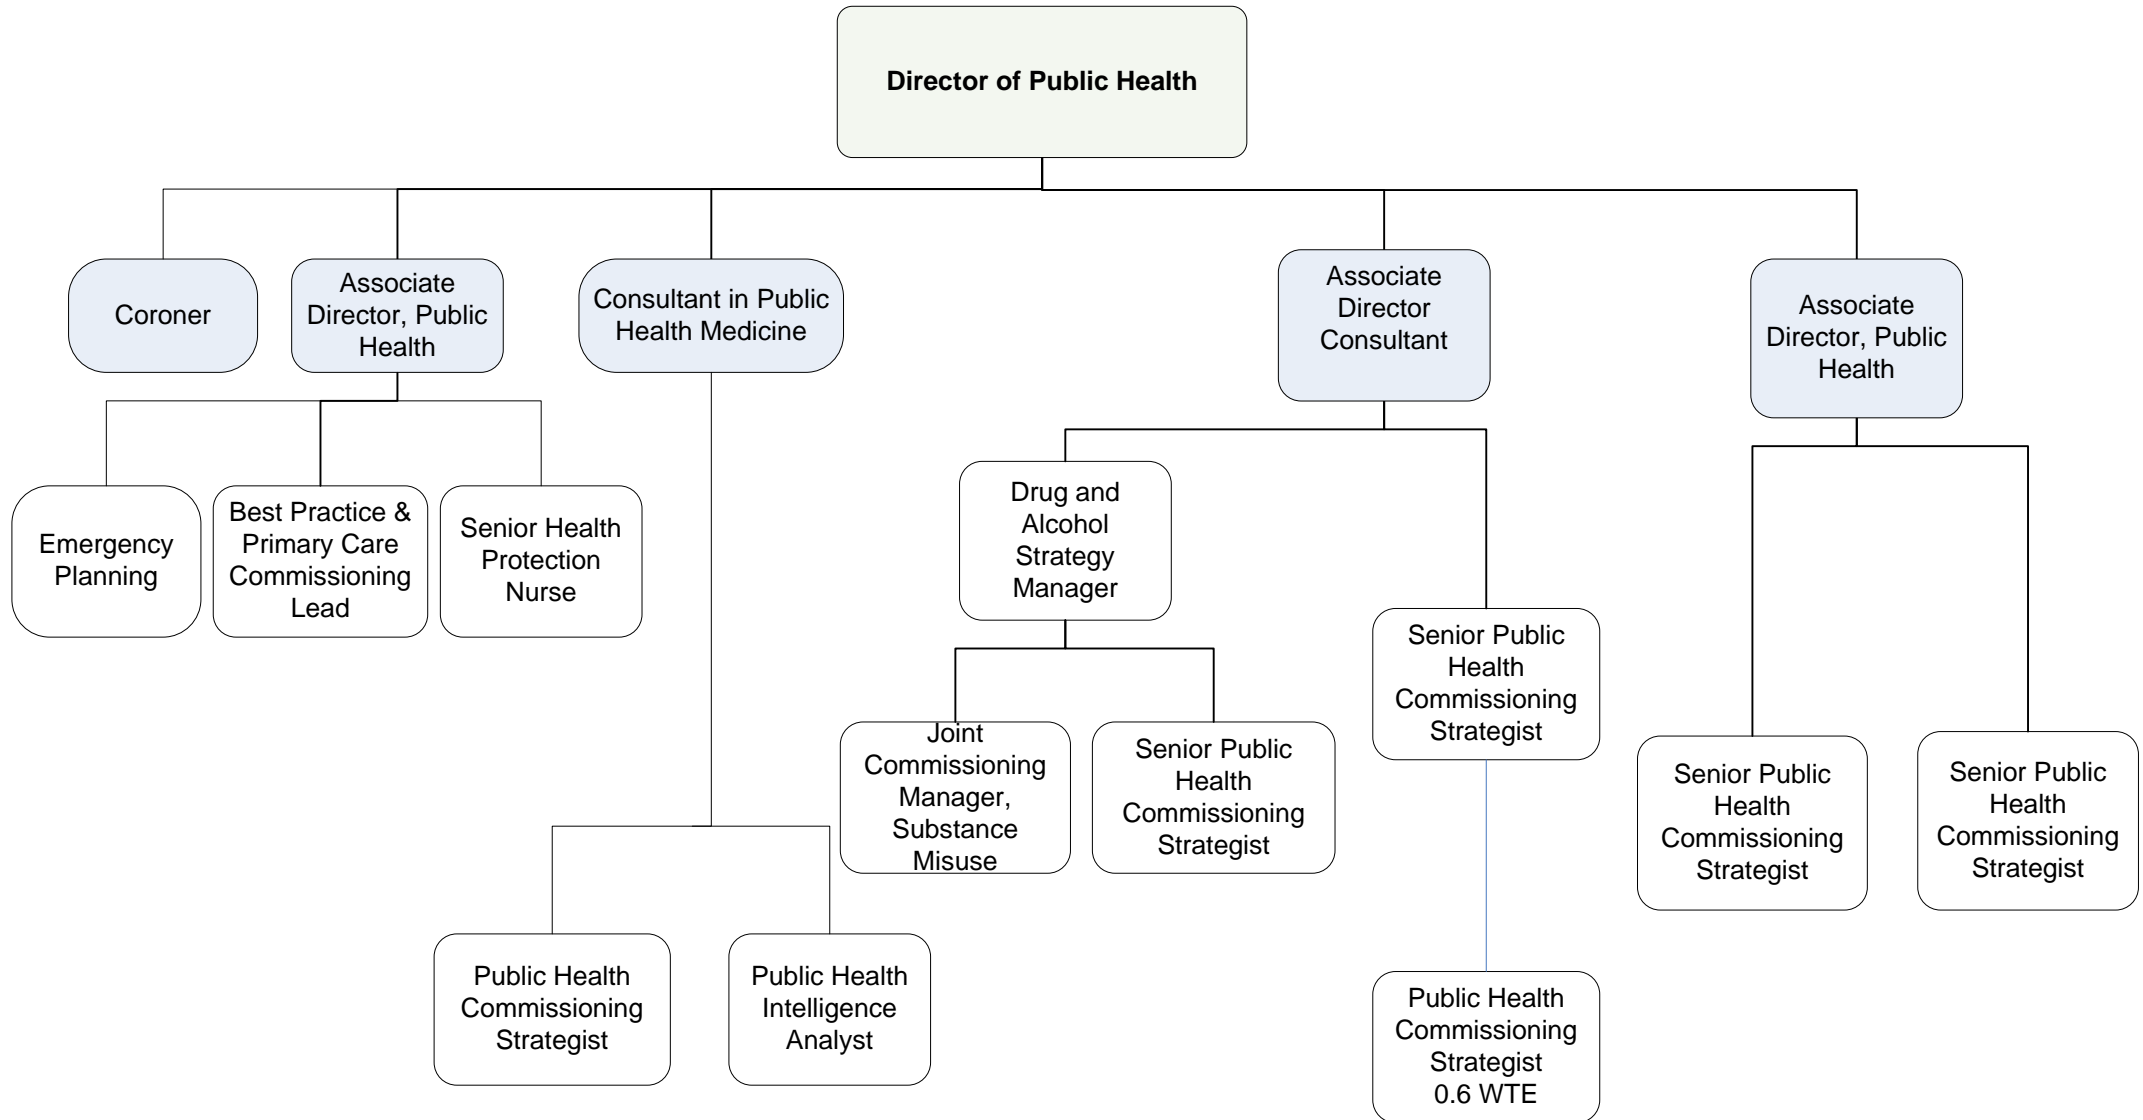 Director of Public Health
Coroner
Associate
Director, Public
Health
Consultant in Public
Health Medicine
Associate
Director
Consultant
Associate
Director, Public
Health
Emergency
Planning
Best Practice &
Primary Care
Commissioning
Lead
Senior Health
Protection
Nurse
Drug and
Alcohol
Strategy
Manager
Senior Public
Health
Commissioning
Strategist
Joint
Commissioning
Manager,
Substance
Misuse
Senior Public
Health
Commissioning
Strategist
Senior Public
Health
Commissioning
Strategist
Senior Public
Health
Commissioning
Strategist
Public Health
Commissioning
Strategist
Public Health
Intelligence
Analyst
Public Health
Commissioning
Strategist
0.6 WTE